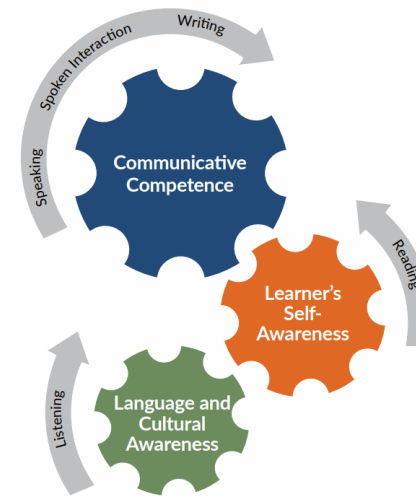 Writing
Spoken Interaction
Speaking
Communicative
Competence
Reading
Learner's
Self-
Awareness
Listening
Language and
Cultural
Awareness